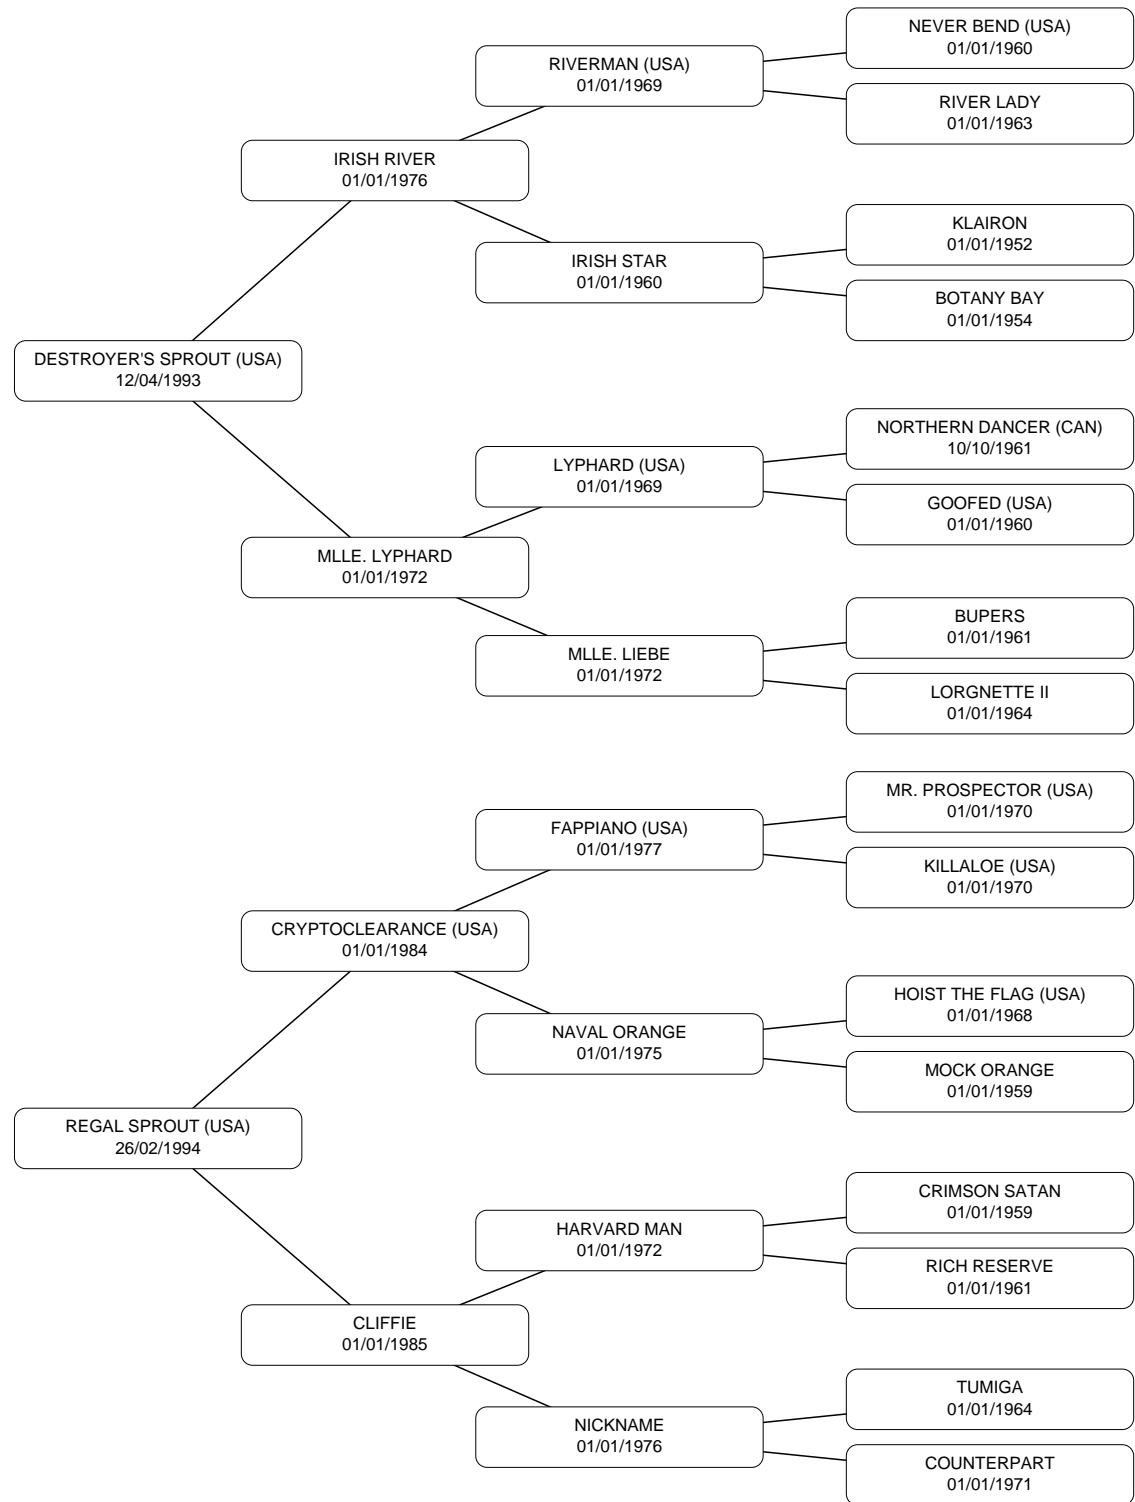 NEVER BEND (USA)
01/01/1960
RIVERMAN (USA)
01/01/1969
RIVER LADY
01/01/1963
IRISH RIVER
01/01/1976
KLAIRON
01/01/1952
IRISH STAR
01/01/1960
BOTANY BAY
01/01/1954
DESTROYER'S SPROUT (USA)
12/04/1993
NORTHERN DANCER (CAN)
10/10/1961
LYPHARD (USA)
01/01/1969
GOOFED (USA)
01/01/1960
MLLE. LYPHARD
01/01/1972
BUPERS
01/01/1961
MLLE. LIEBE
01/01/1972
LORGNETTE II
01/01/1964
MR. PROSPECTOR (USA)
01/01/1970
FAPPIANO (USA)
01/01/1977
KILLALOE (USA)
01/01/1970
CRYPTOCLEARANCE (USA)
01/01/1984
HOIST THE FLAG (USA)
01/01/1968
NAVAL ORANGE
01/01/1975
MOCK ORANGE
01/01/1959
REGAL SPROUT (USA)
26/02/1994
CRIMSON SATAN
01/01/1959
HARVARD MAN
01/01/1972
RICH RESERVE
01/01/1961
CLIFFIE
01/01/1985
TUMIGA
01/01/1964
NICKNAME
01/01/1976
COUNTERPART
01/01/1971